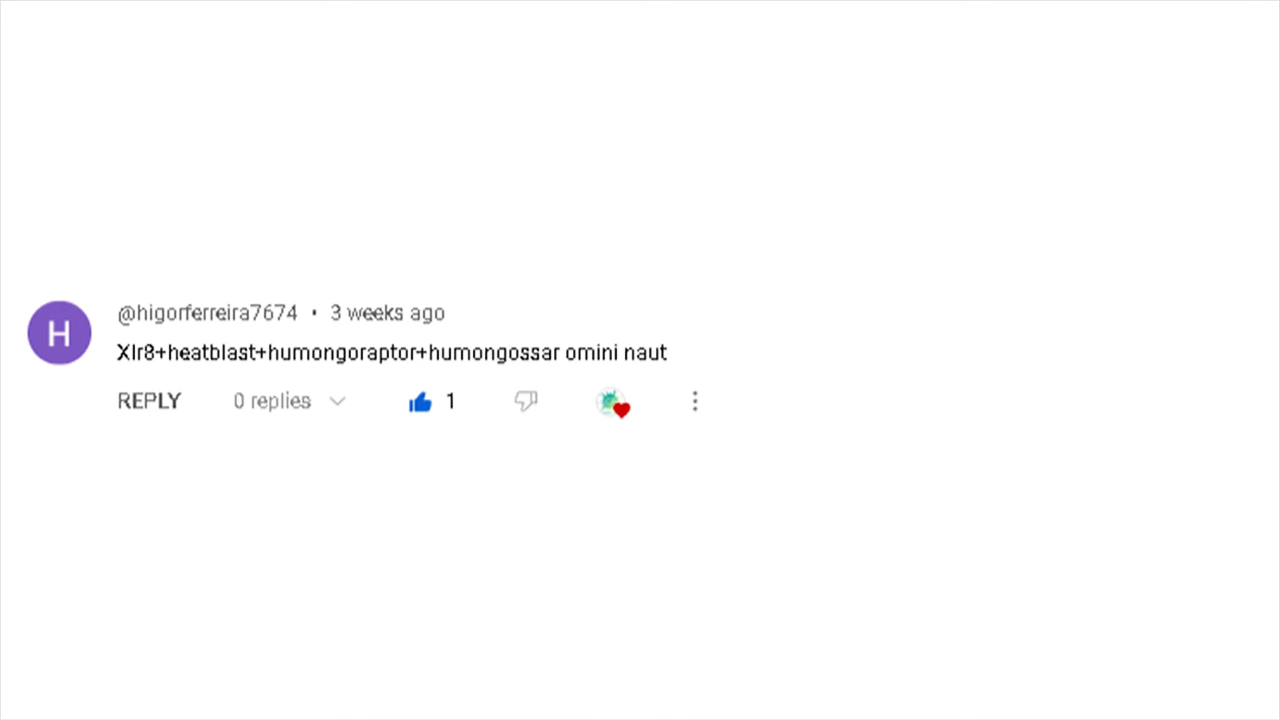 @higorferreira7674 • 3 weeks ago
Xlr8+heatblast+humongoraptor+humongossar omini naut
REPLY 0 replies 1
H